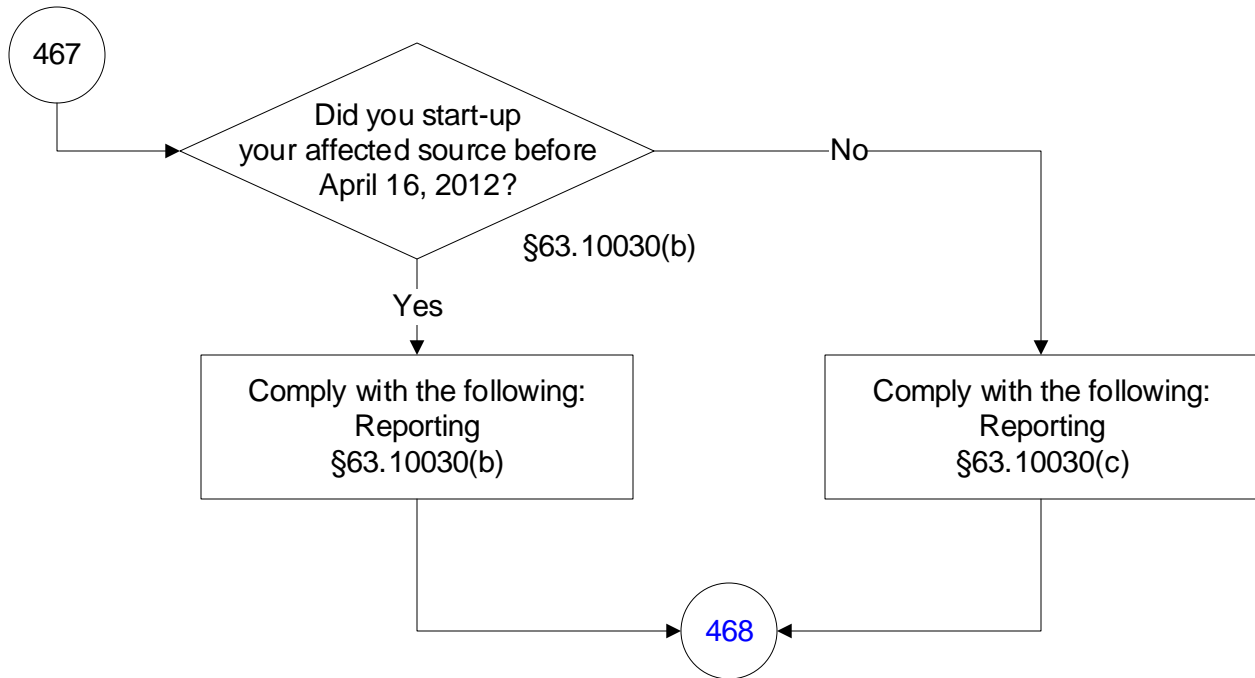 467
Did you start-up
your affected source before
April 16, 2012?
No
§63.10030(b)
Yes
Comply with the following:
Reporting
§63.10030(b)
Comply with the following:
Reporting
§63.10030(c)
468